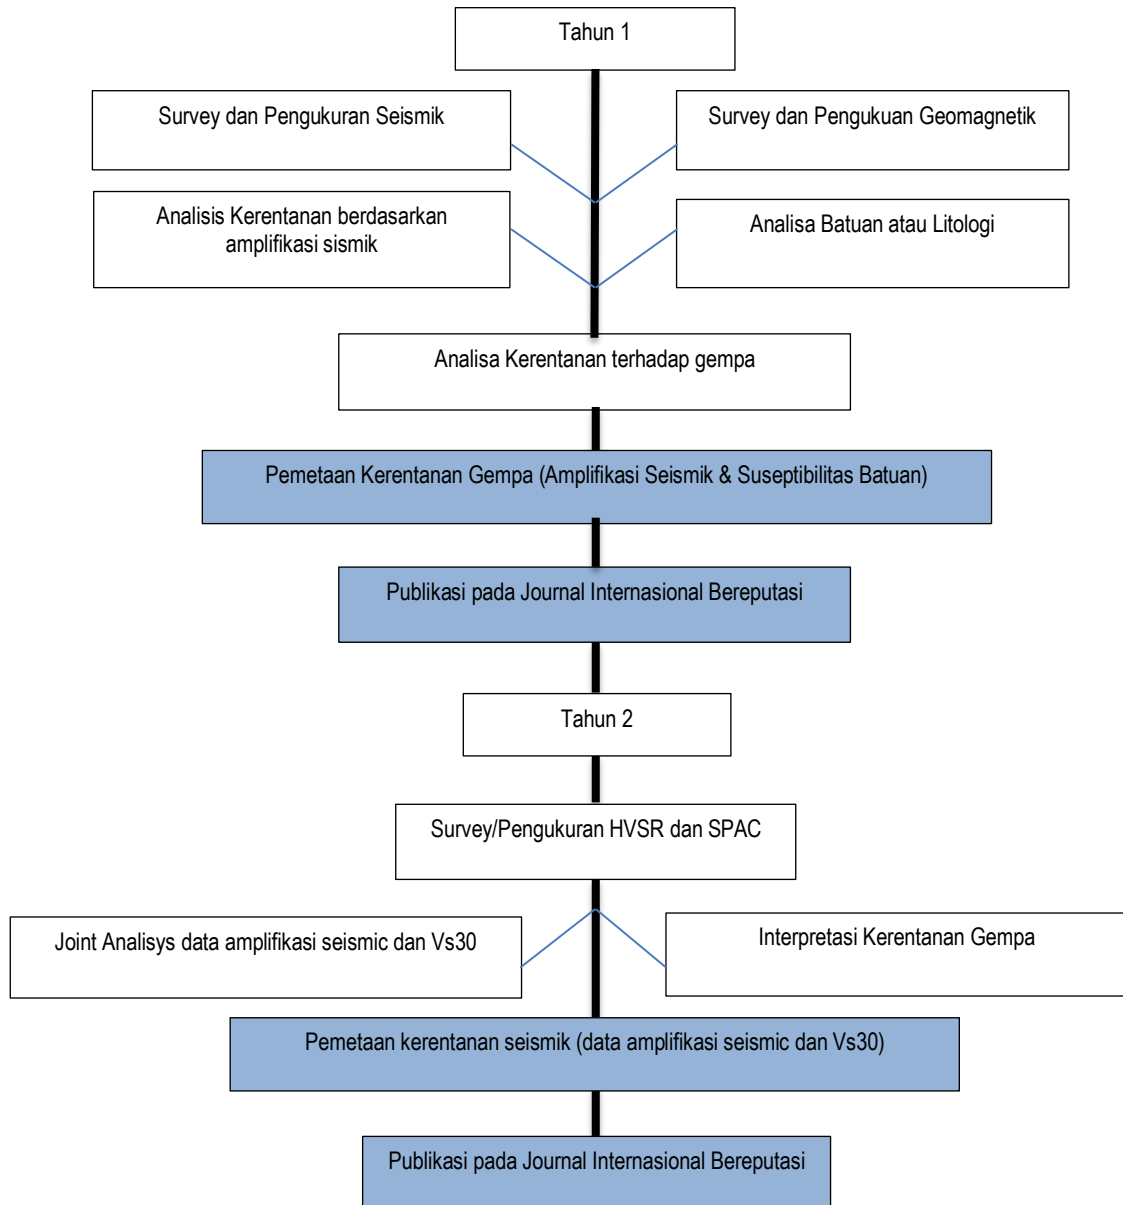 Tahun 1
Survey dan Pengukuran Seismik
Survey dan Pengukuan Geomagnetik
Analisis Kerentanan berdasarkan
amplifikasi sismik
Analisa Batuan atau Litologi
Analisa Kerentanan terhadap gempa
Pemetaan Kerentanan Gempa (Amplifikasi Seismik & Suseptibilitas Batuan)
Publikasi pada Journal Internasional Bereputasi
Tahun 2
Survey/Pengukuran HVSR dan SPAC
Joint Analisys data amplifikasi seismic dan Vs30
Interpretasi Kerentanan Gempa
Pemetaan kerentanan seismik (data amplifikasi seismic dan Vs30)
Publikasi pada Journal Internasional Bereputasi